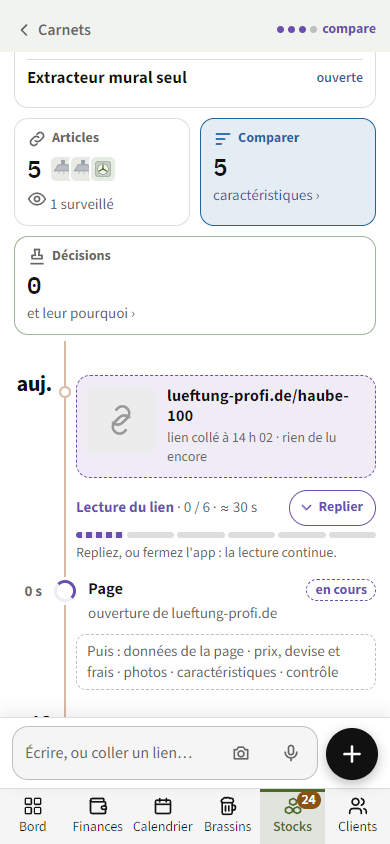 Carnets
compare
Extracteur mural seul
ouverte
Articles
5
1 surveillé
Comparer
5
caractéristiques ›
Décisions
0
et leur pourquoi ›
auj.
lueftung-profi.de/haube-
100
lien collé à 14 h 02 · rien de lu
encore
Lecture du lien · 0 / 6 · ≈ 30 s
Replier
Repliez, ou fermez l'app : la lecture continue.
0 s
Page
en cours
ouverture de lueftung-profi.de
Puis : données de la page · prix, devise et
frais · photos · caractéristiques · contrôle
Écrire, ou coller un lien…
24
Bord
Finances
Calendrier
Brassins
Stocks
Clients